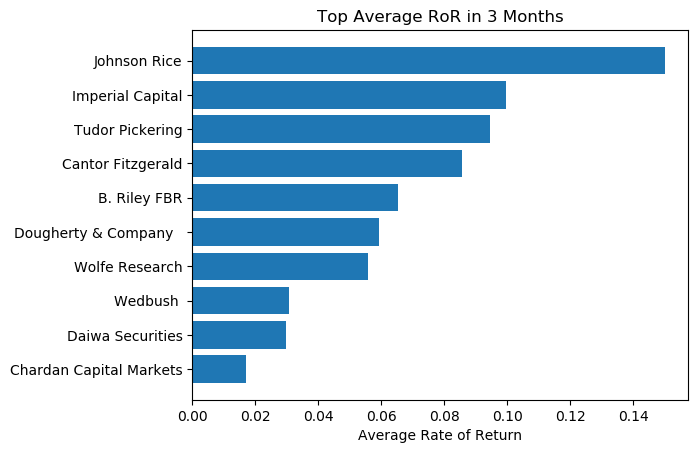 Top Average RoR in 3 Months
Johnson Rice
Imperial Capital
Tudor Pickering
Cantor Fitzgerald
B. Riley FBR
Dougherty & Company
Wolfe Research
Wedbush
Daiwa Securities
Chardan Capital Markets
0.00 0.02 0.04 0.06 0.08 0.10 0.12 0.14
Average Rate of Return